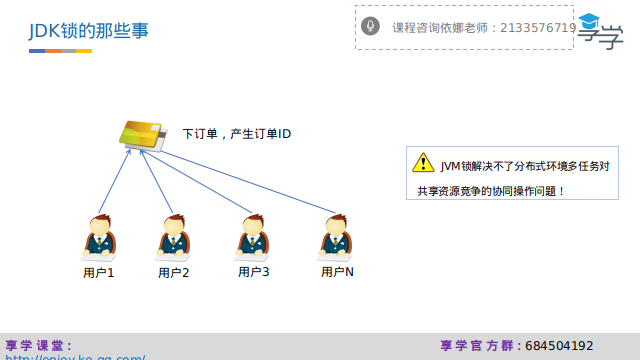 JDK锁的那些事
课程咨询依娜老师：2133576719
享学
下订单，产生订单ID
JVM锁解决不了分布式环境多任务对
共享资源竞争的协同操作问题！
用户1
用户2
用户3
用户N
享学课堂：
享学官方群：684504192
http://enjoy.ke.qq.com/